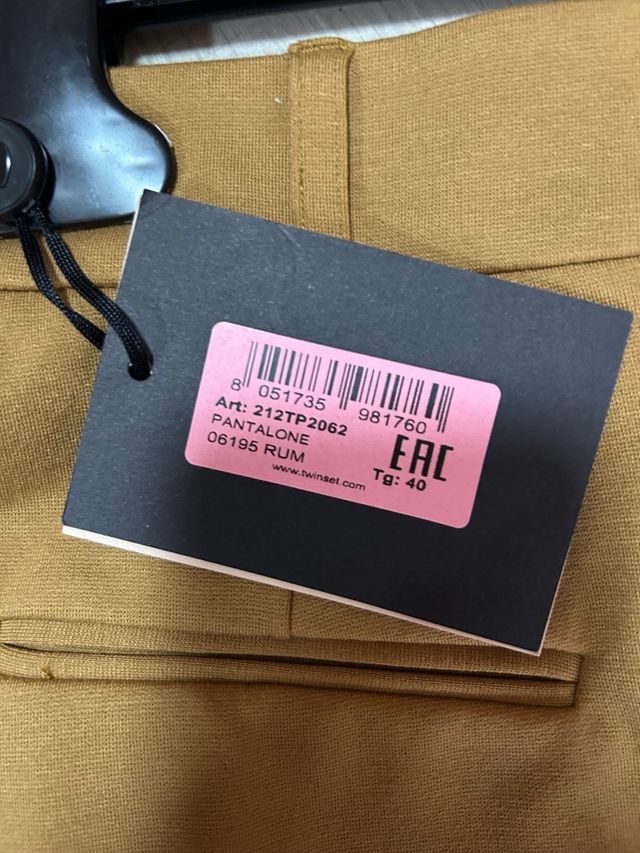 8 051735 981760
Art: 212TP2062
PANTALONE
06195 RUM
EAC
www.twinset.com
Tg: 40